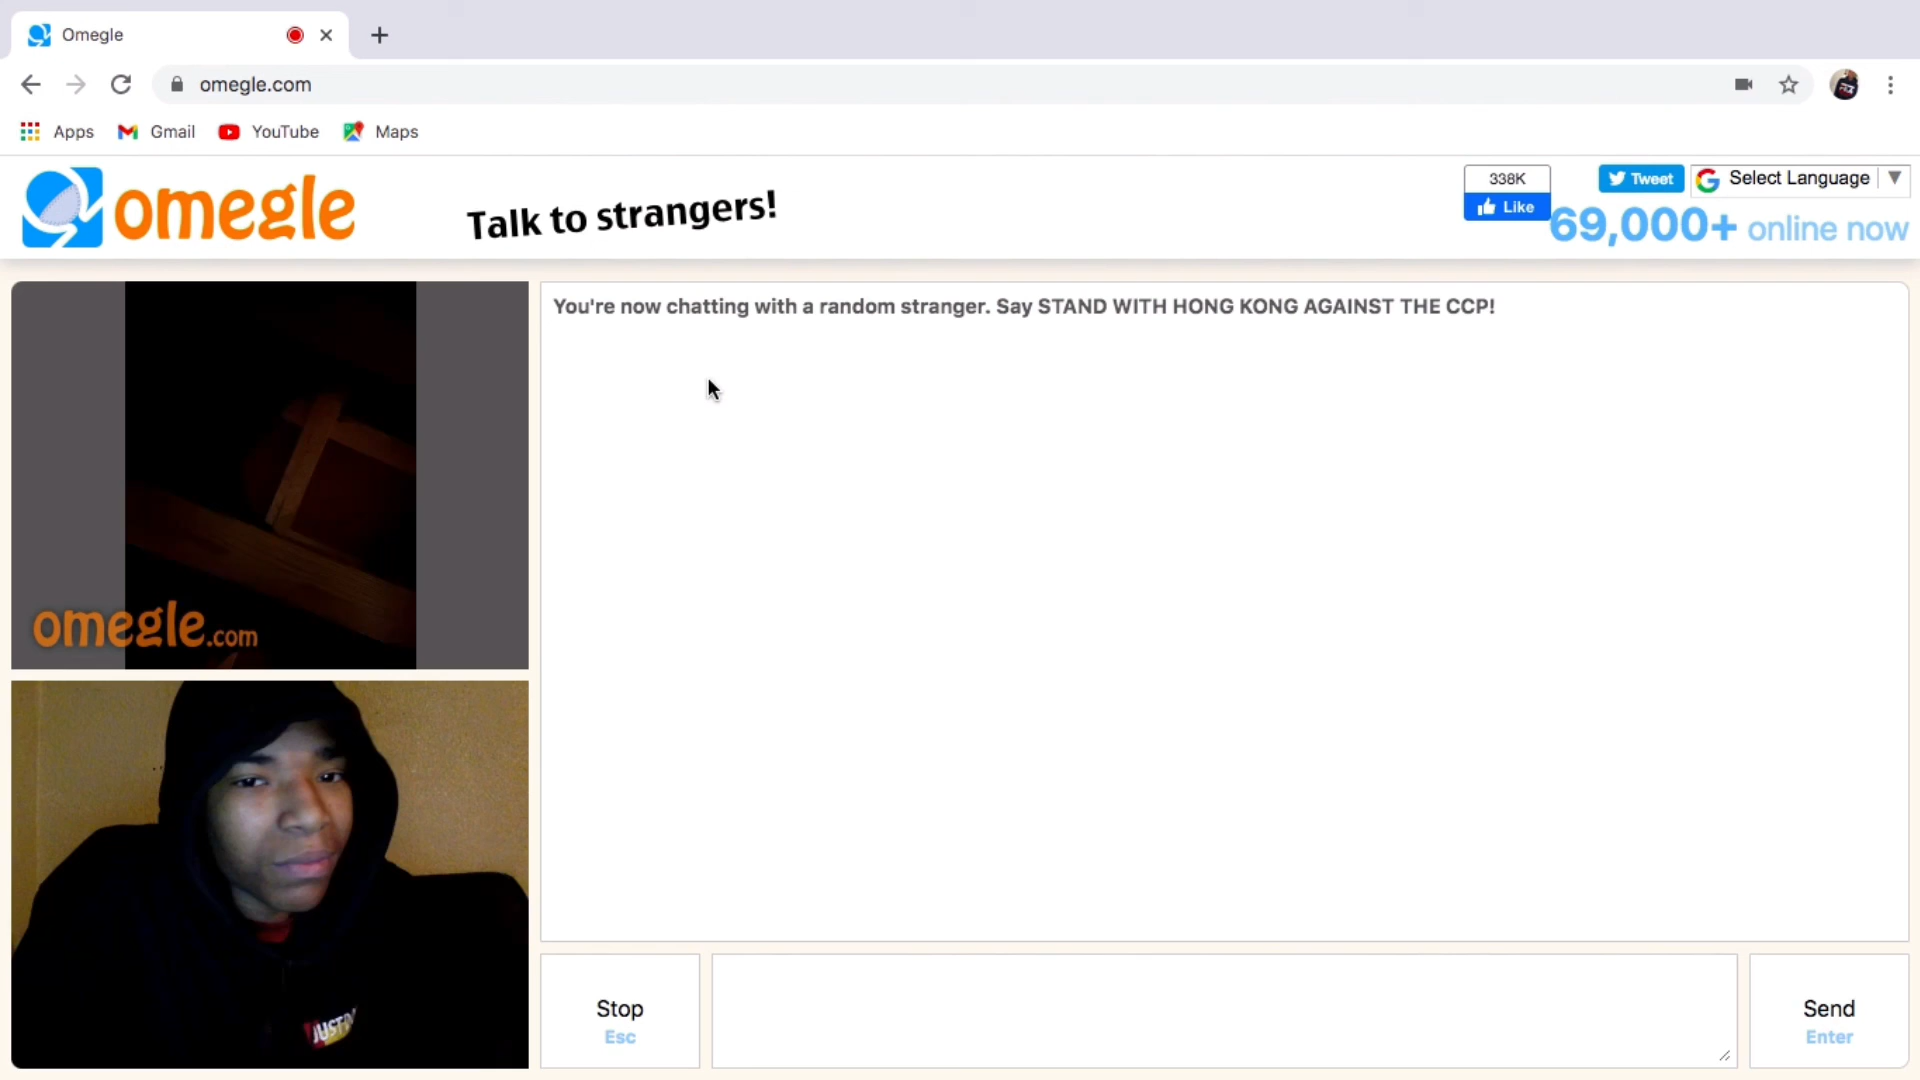 Omegle
omegle.com
Apps
Gmail
YouTube
Maps
omegle
Talk to strangers!
338K
Like
Tweet
Select Language
69,000+ online now
You're now chatting with a random stranger. Say STAND WITH HONG KONG AGAINST THE CCP!
omegle.com
Stop
Esc
Send
Enter